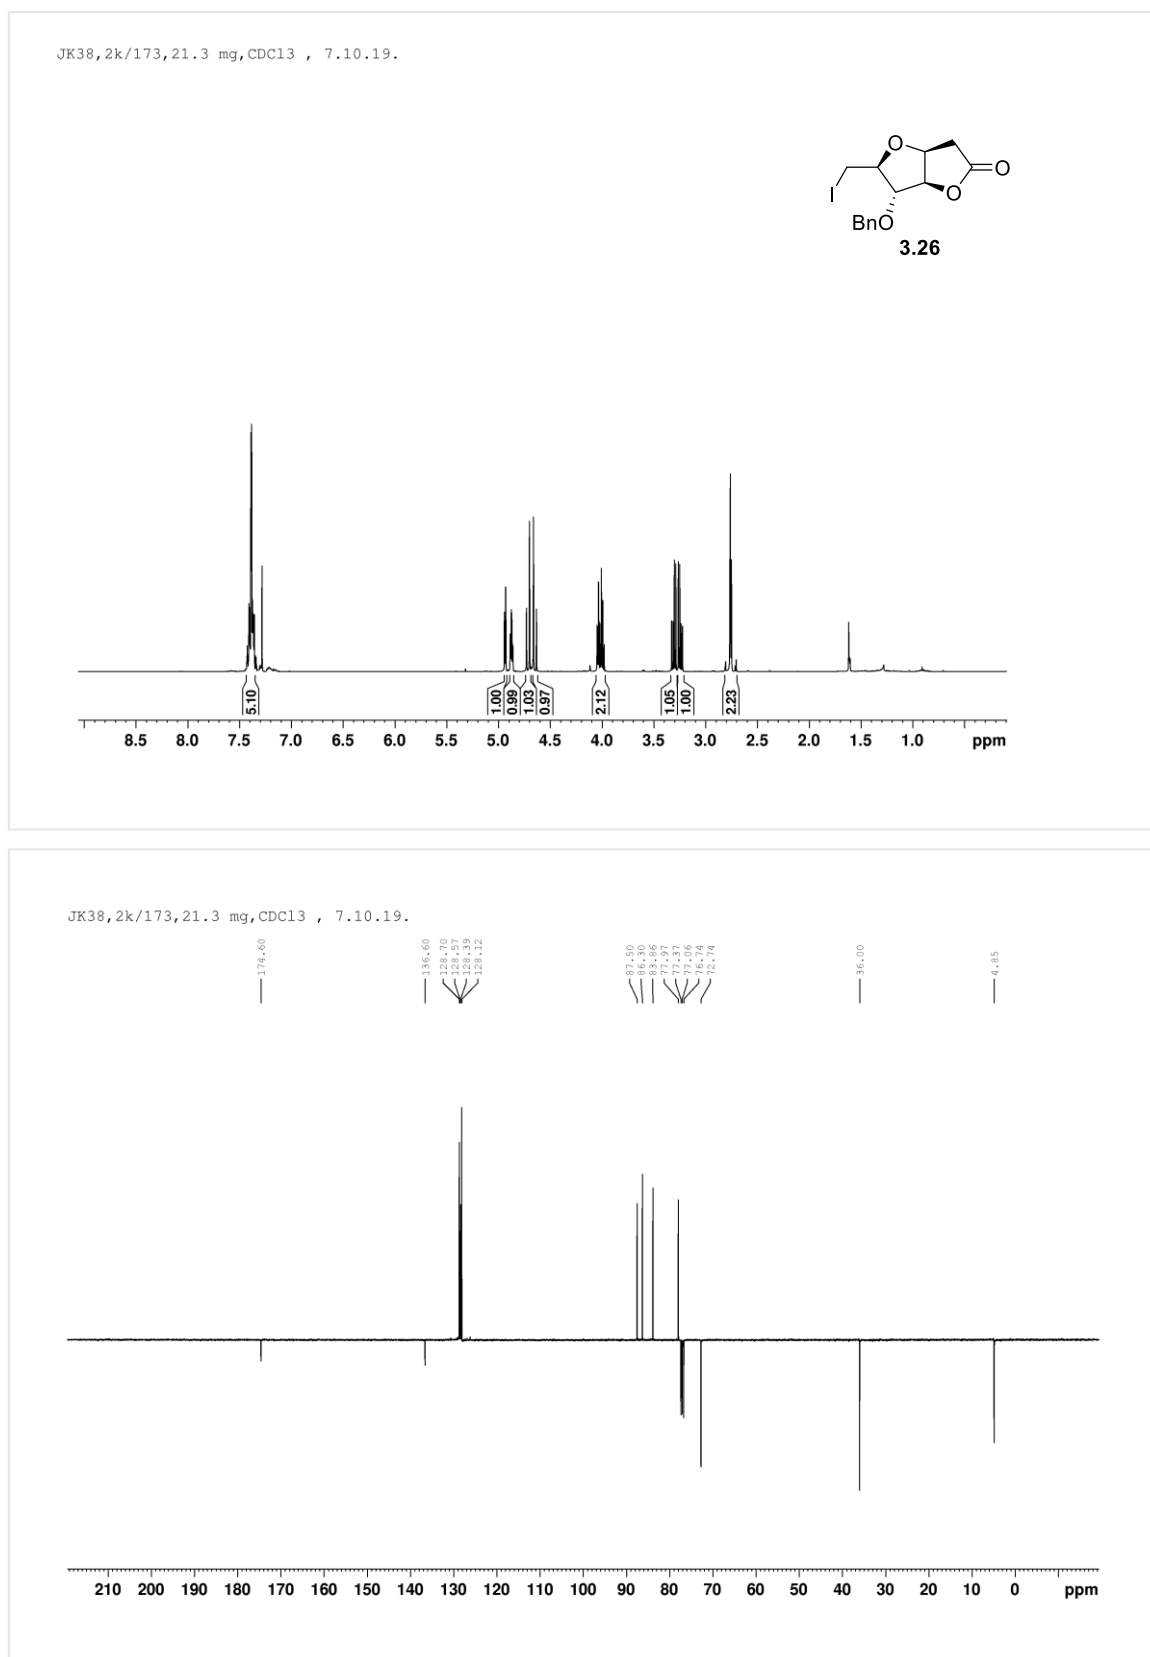 JK38,2k/173,21.3 mg,CDCl3 , 7.10.19.
O
O
O
I
BnO
3.26
5.10
1.00
0.99
1.03
0.97
2.12
1.05
1.00
2.23
8.5 8.0 7.5 7.0 6.5 6.0 5.5 5.0 4.5 4.0 3.5 3.0 2.5 2.0 1.5 1.0 ppm
JK38,2k/173,21.3 mg,CDCl3 , 7.10.19.
174.60
136.60
128.70
128.57
128.39
128.12
87.50
86.30
83.86
77.97
77.37
77.06
76.74
72.74
36.00
4.85
210 200 190 180 170 160 150 140 130 120 110 100 90 80 70 60 50 40 30 20 10 0 ppm